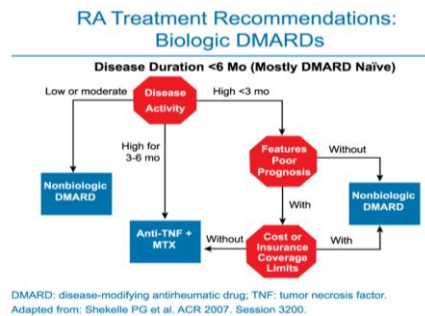 RA Treatment Recommendations:
Biologic DMARDs
Disease Duration <6 Mo (Mostly DMARD Naïve)
Low or moderate
Disease
Activity
High <3 mo
High for
3-6 mo
Features
Poor
Prognosis
Without
Nonbiologic
DMARD
Nonbiologic
DMARD
With
Anti-TNF +
MTX
Without
Cost or
Insurance
Coverage
Limits
With
DMARD: disease-modifying antirheumatic drug; TNF: tumor necrosis factor.
Adapted from: Shekelle PG et al. ACR 2007. Session 3200.